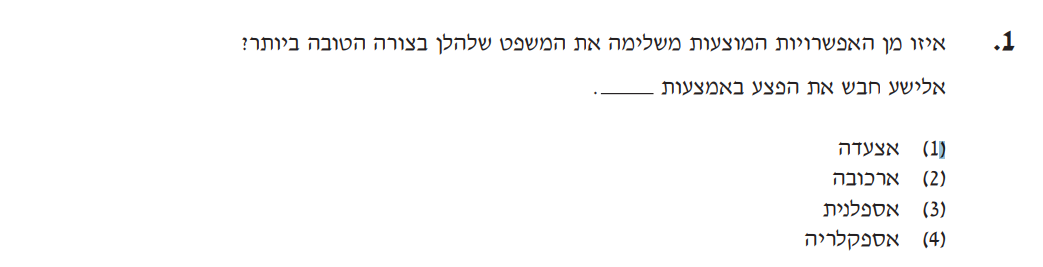 1. איזו מן האפשרויות המוצעות משלימה את המשפט שלהלן בצורה הטובה ביותר?
אלישע חבש את הפצע באמצעות _____.
(1) אצעדה
(2) ארכובה
(3) אספלנית
(4) אספקלריה